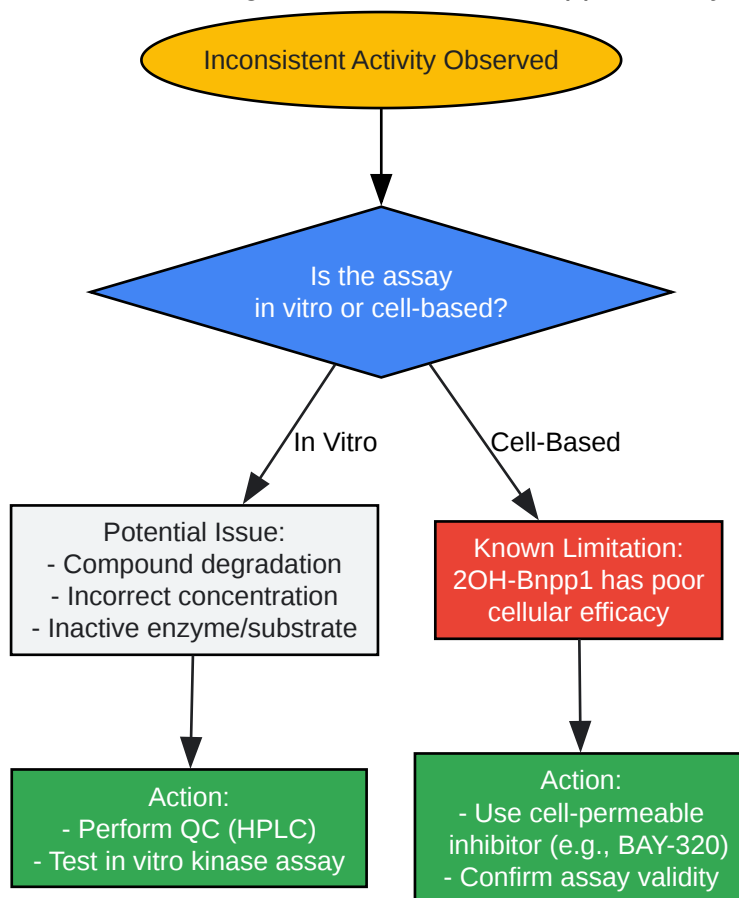 Inconsistent Activity Observed
Is the assay
in vitro or cell-based?
In Vitro
Cell-Based
Potential Issue:
- Compound degradation
- Incorrect concentration
- Inactive enzyme/substrate
Known Limitation:
2OH-Bnpp1 has poor
cellular efficacy
Action:
- Perform QC (HPLC)
- Test in vitro kinase assay
Action:
- Use cell-permeable
inhibitor (e.g., BAY-320)
- Confirm assay validity